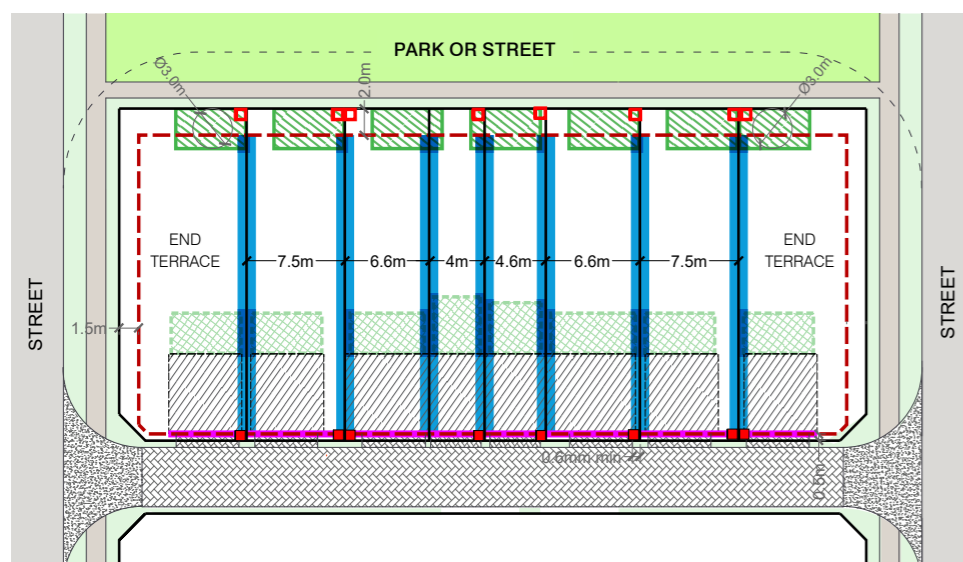 PARK OR STREET
Ø3.0m
2.0m
Ø3.0m
END
TERRACE
7.5m
6.6m
4m
4.6m
6.6m
7.5m
END
TERRACE
STREET
STREET
1.5m
0.6mm min
0.5m